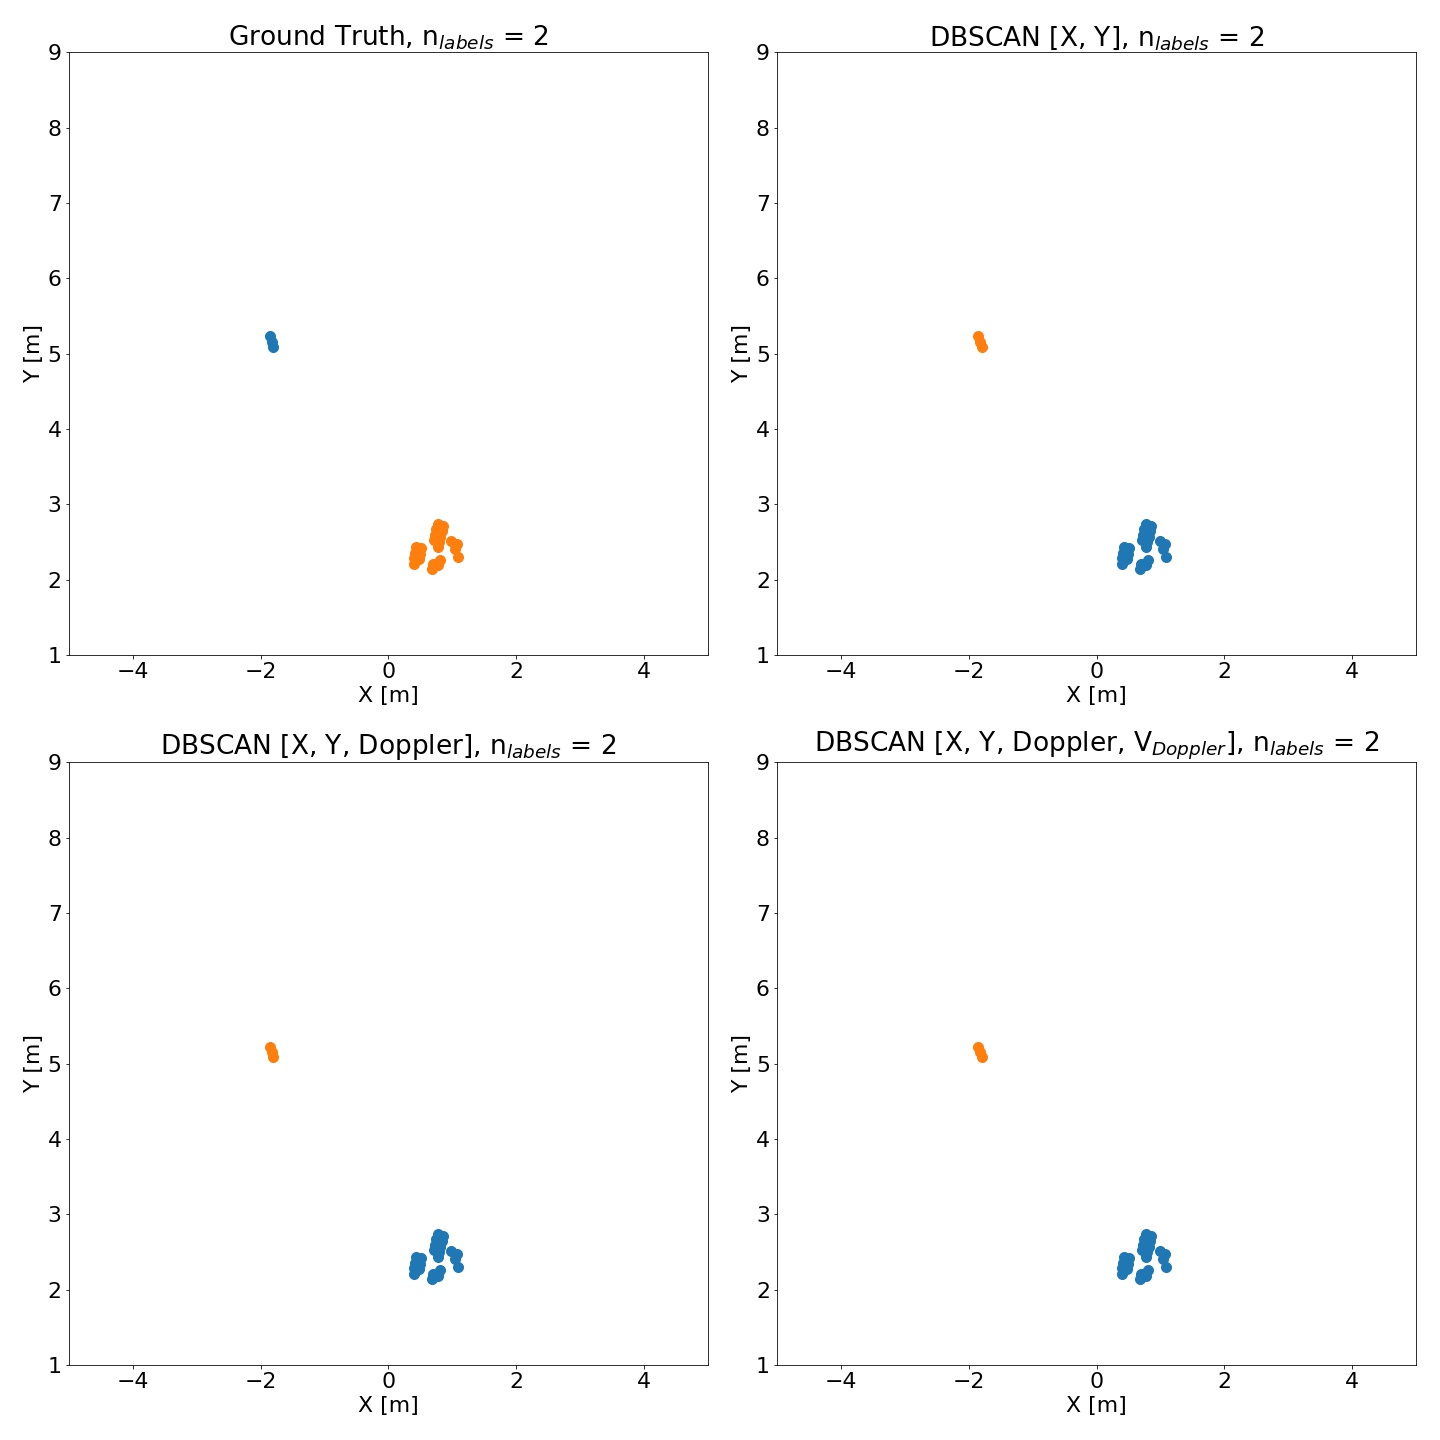 Ground Truth, n_labels = 2
9
8
7
6
5
4
3
2
1
Y [m]
−4 −2 0 2 4
X [m]
DBSCAN [X, Y], n_labels = 2
9
8
7
6
5
4
3
2
1
Y [m]
−4 −2 0 2 4
X [m]
DBSCAN [X, Y, Doppler], n_labels = 2
9
8
7
6
5
4
3
2
1
Y [m]
−4 −2 0 2 4
X [m]
DBSCAN [X, Y, Doppler, V_Doppler], n_labels = 2
9
8
7
6
5
4
3
2
1
Y [m]
−4 −2 0 2 4
X [m]